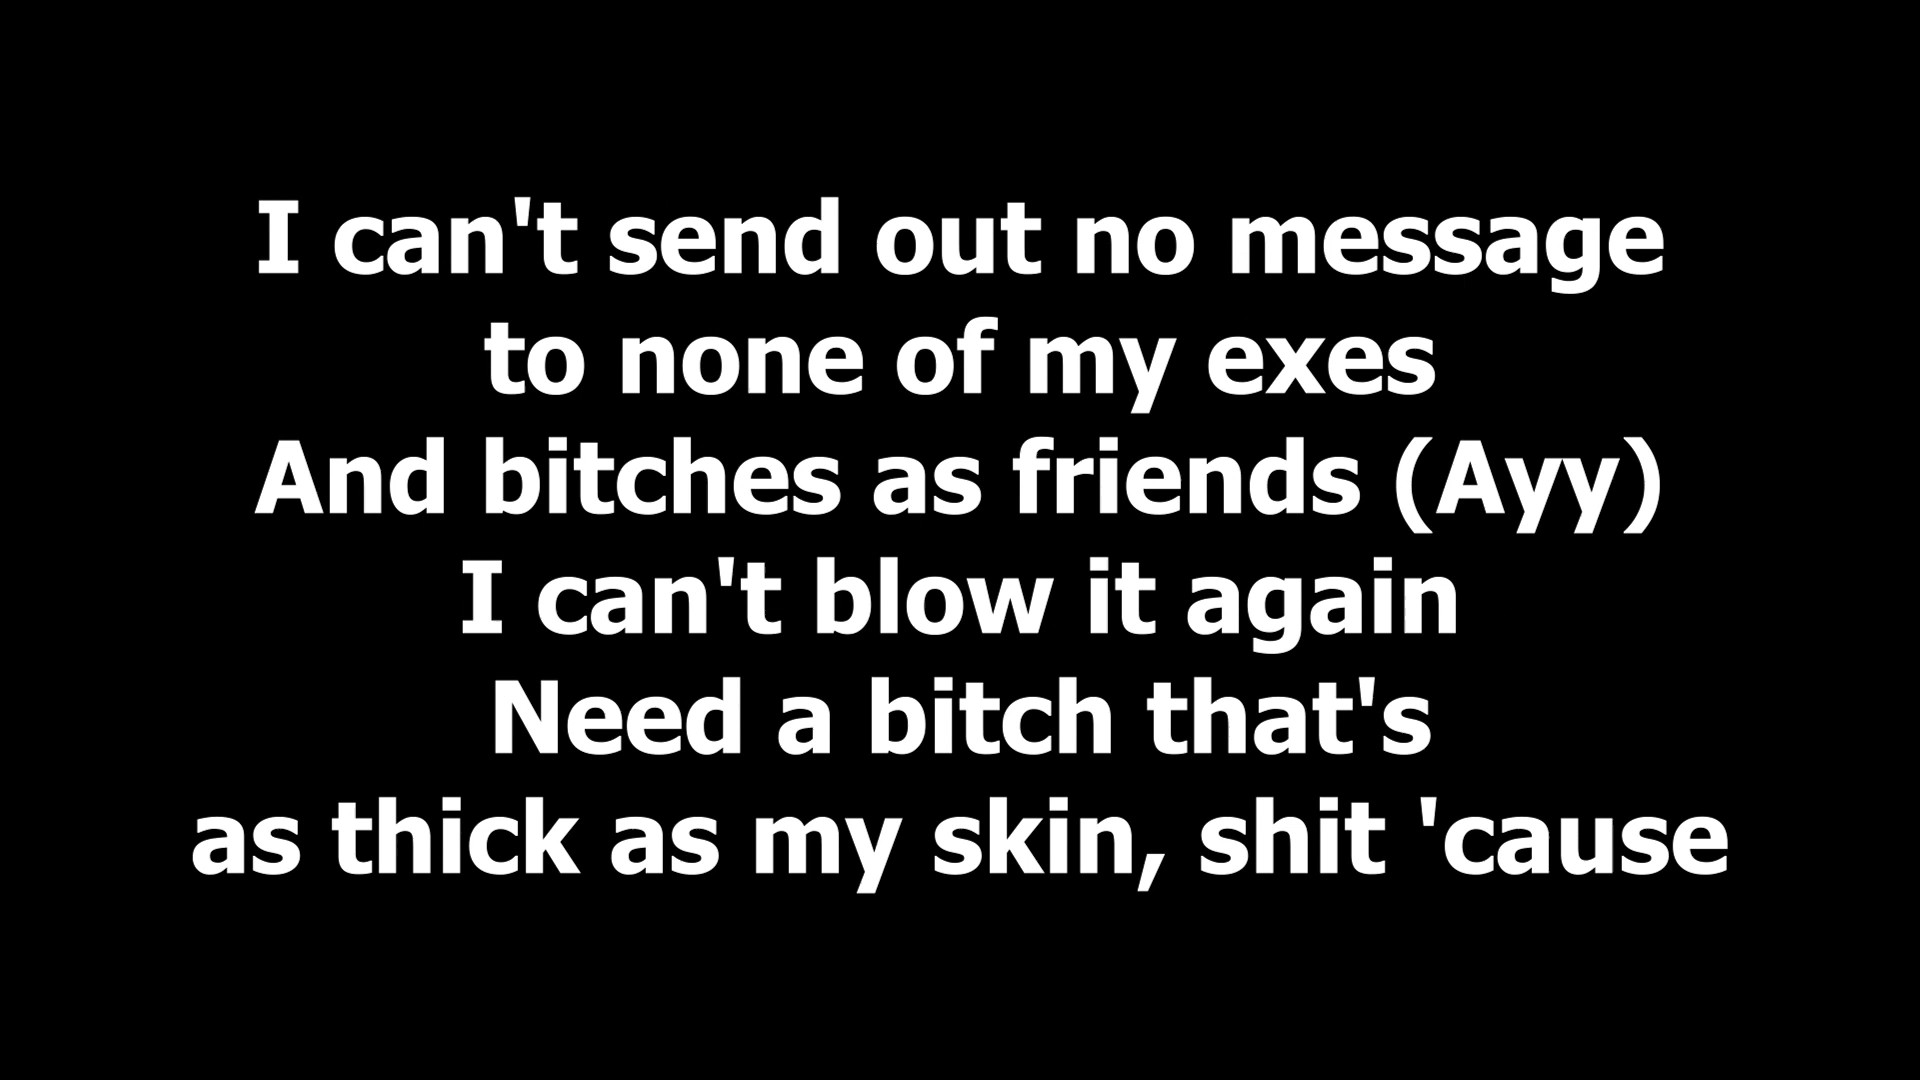 I can't send out no message
to none of my exes
And bitches as friends (Ayy)
I can't blow it again
Need a bitch that's
as thick as my skin, shit 'cause